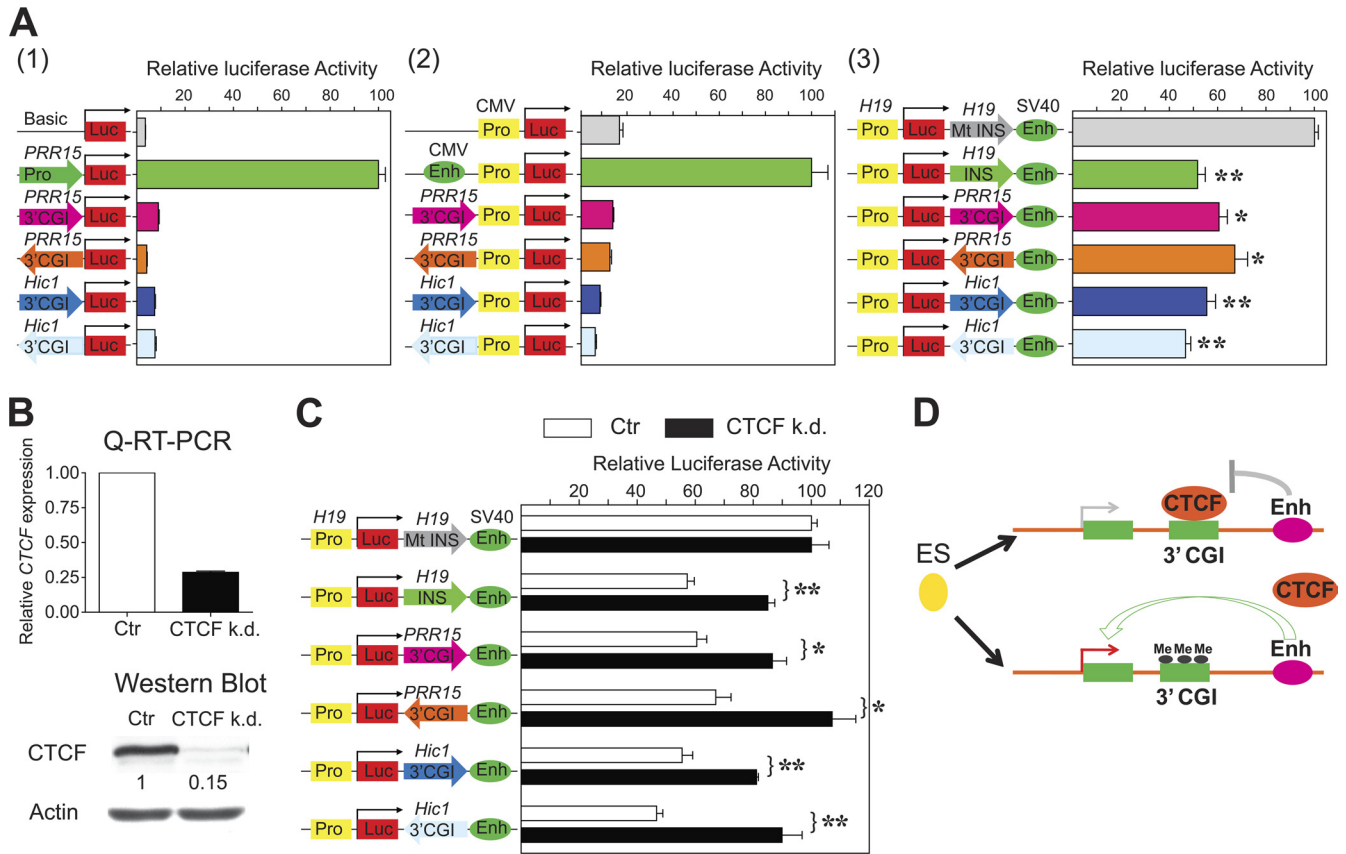 A
(1)
Relative luciferase Activity
20 40 60 80 100
Basic
Luc
PRR15
Pro Luc
PRR15
3'CGI Luc
PRR15
3'CGI Luc
Hic1
3'CGI Luc
Hic1
3'CGI Luc
(2)
Relative luciferase Activity
20 40 60 80 100
CMV
Pro Luc
CMV
Enh Pro Luc
PRR15
3'CGI Pro Luc
PRR15
3'CGI Pro Luc
Hic1
3'CGI Pro Luc
Hic1
3'CGI Pro Luc
(3)
Relative luciferase Activity
20 40 60 80 100
H19 H19 SV40
Pro Luc Mt INS Enh
H19
Pro Luc INS Enh **
PRR15
Pro Luc 3'CGI Enh *
PRR15
Pro Luc 3'CGI Enh *
Hic1
Pro Luc 3'CGI Enh **
Hic1
Pro Luc 3'CGI Enh **
B
Q-RT-PCR
Relative CTCF expression
1.00
0.75
0.50
0.25
0.00
Ctr CTCF k.d.
Western Blot
Ctr CTCF k.d.
CTCF
1 0.15
Actin
C
Ctr CTCF k.d.
Relative Luciferase Activity
20 40 60 80 100 120
H19 H19 SV40
Pro Luc Mt INS Enh
H19
Pro Luc INS Enh } **
PRR15
Pro Luc 3'CGI Enh } *
PRR15
Pro Luc 3'CGI Enh } *
Hic1
Pro Luc 3'CGI Enh } **
Hic1
Pro Luc 3'CGI Enh } **
D
CTCF
Enh
3' CGI
ES
CTCF
Me Me Me
Enh
3' CGI